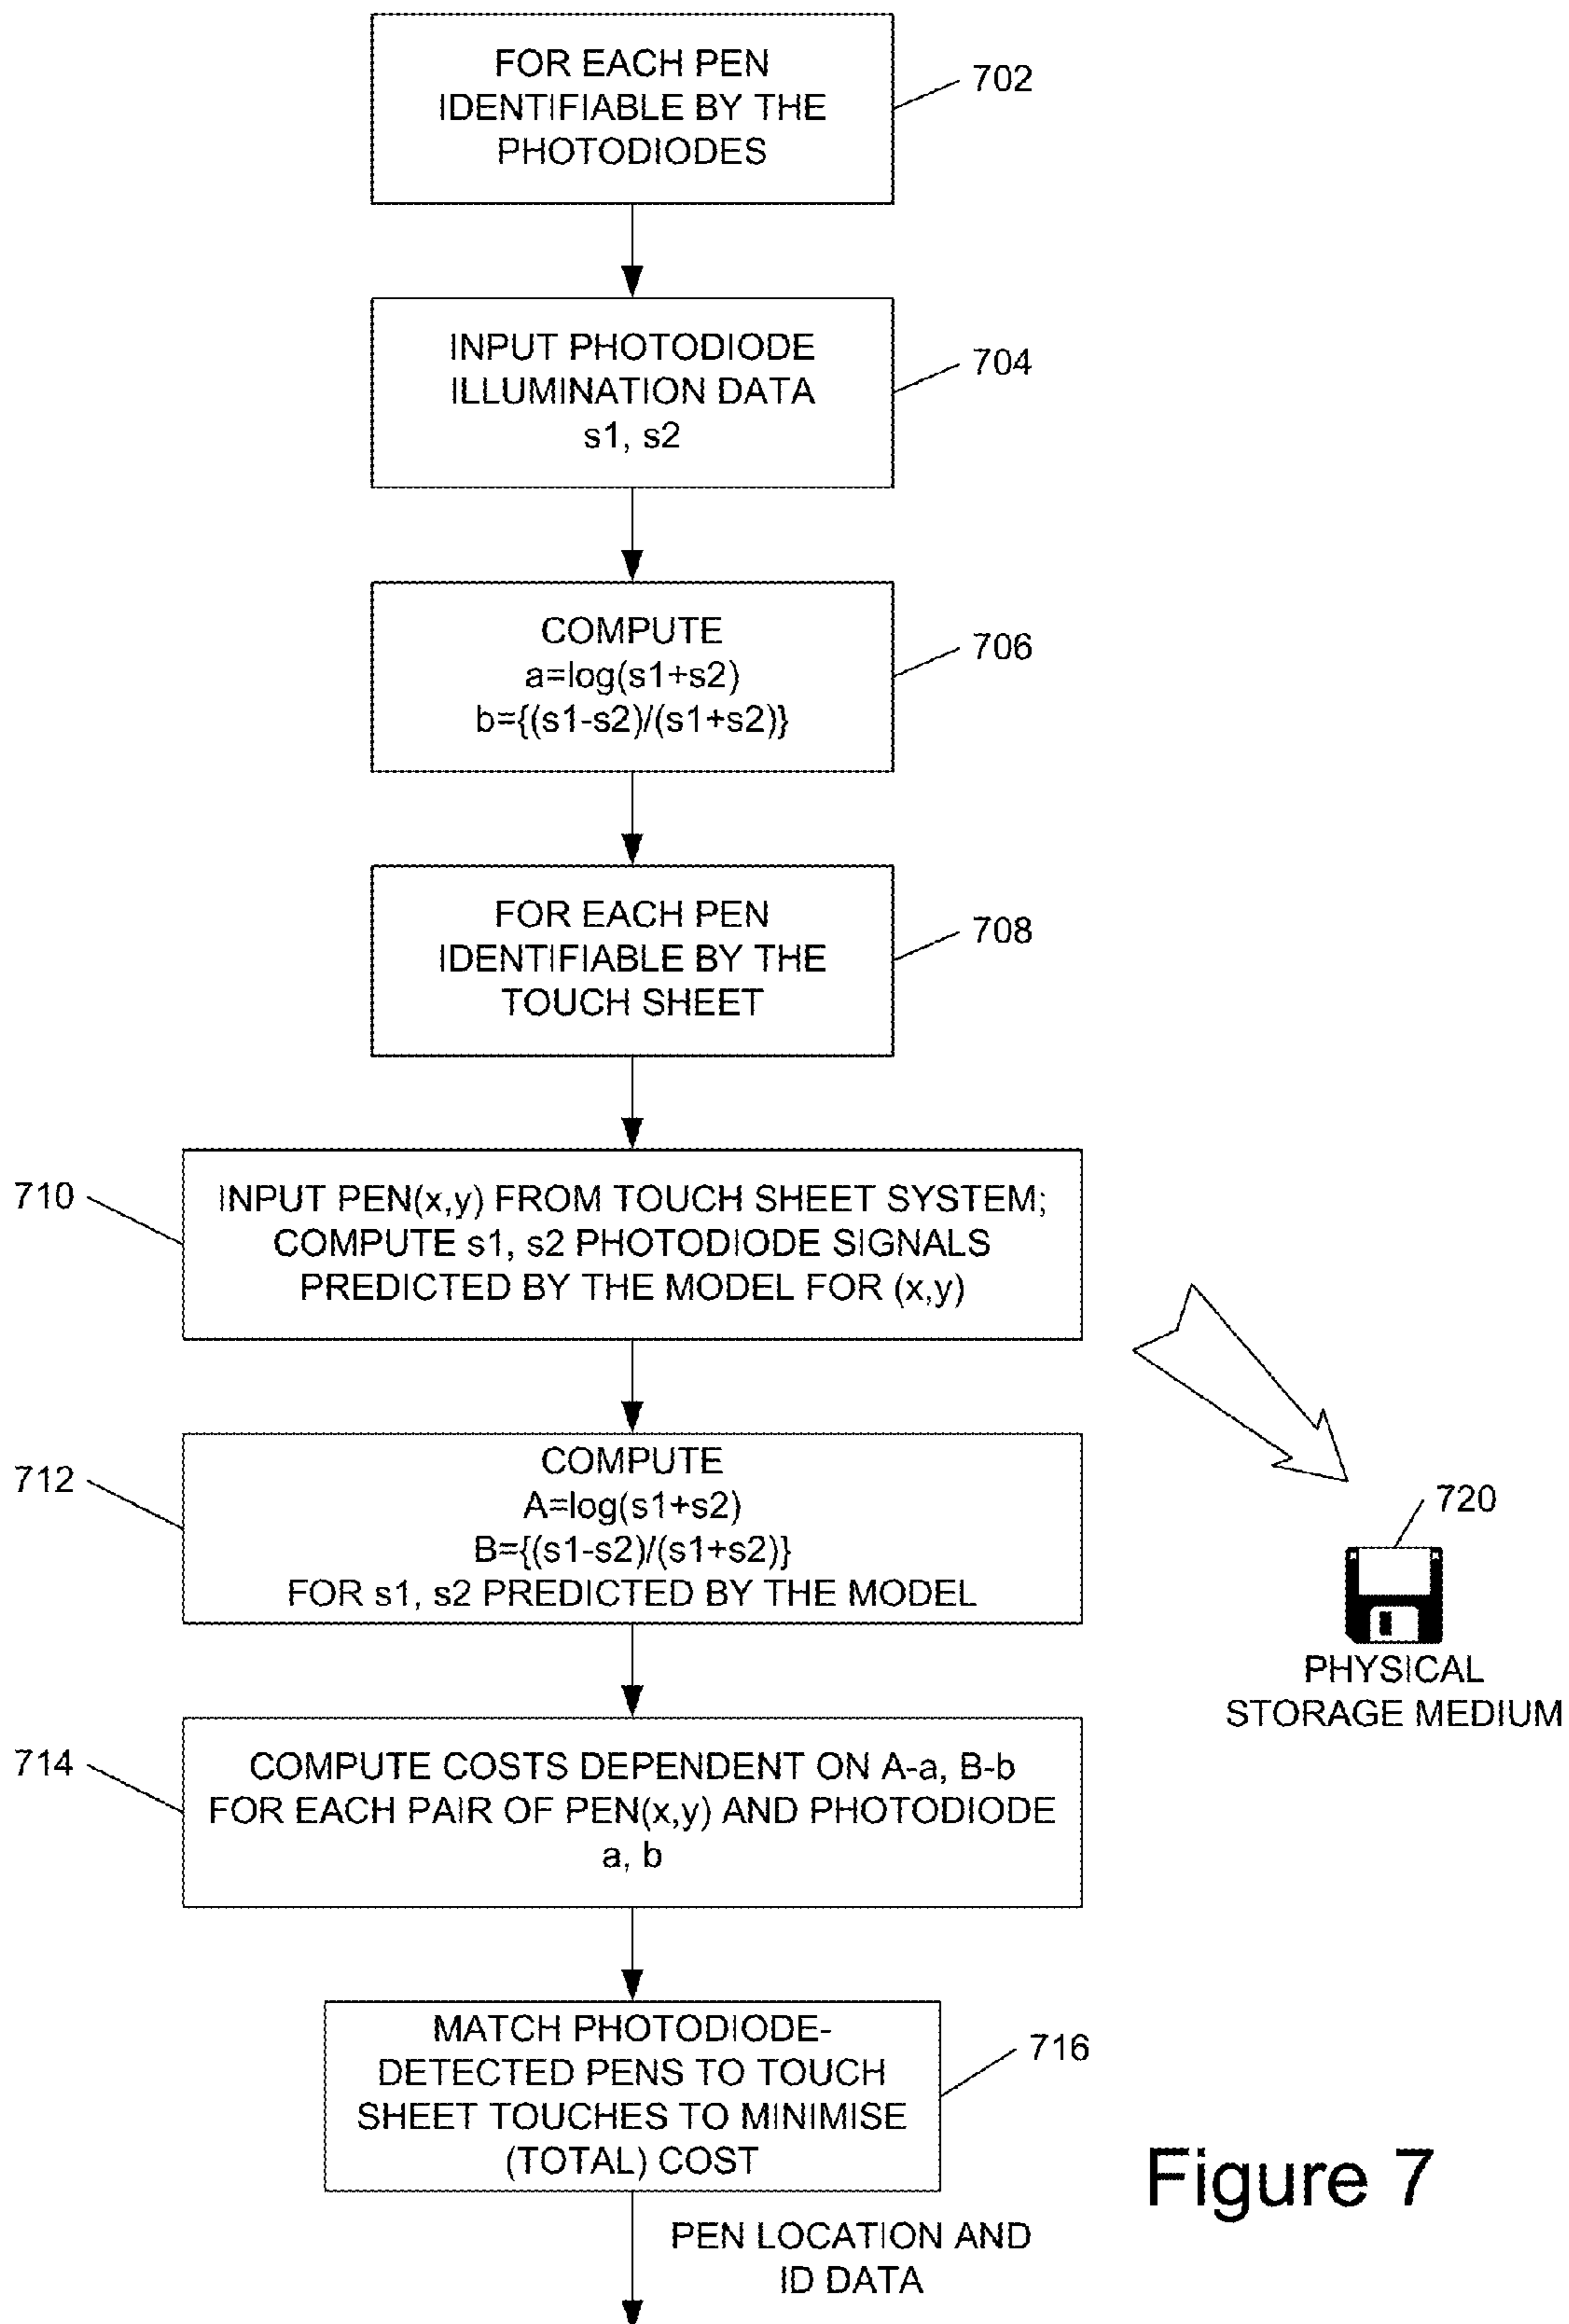 FOR EACH PEN
IDENTIFIABLE BY THE
PHOTODIODES
702
INPUT PHOTODIODE
ILLUMINATION DATA
s1, s2
704
COMPUTE
a=log(s1+s2)
b={(s1-s2)/(s1+s2)}
706
FOR EACH PEN
IDENTIFIABLE BY THE
TOUCH SHEET
708
710
INPUT PEN(x,y) FROM TOUCH SHEET SYSTEM;
COMPUTE s1, s2 PHOTODIODE SIGNALS
PREDICTED BY THE MODEL FOR (x,y)
712
COMPUTE
A=log(s1+s2)
B={(s1-s2)/(s1+s2)}
FOR s1, s2 PREDICTED BY THE MODEL
720
PHYSICAL
STORAGE MEDIUM
714
COMPUTE COSTS DEPENDENT ON A-a, B-b
FOR EACH PAIR OF PEN(x,y) AND PHOTODIODE
a, b
MATCH PHOTODIODE-
DETECTED PENS TO TOUCH
SHEET TOUCHES TO MINIMISE
(TOTAL) COST
716
PEN LOCATION AND
ID DATA
Figure 7